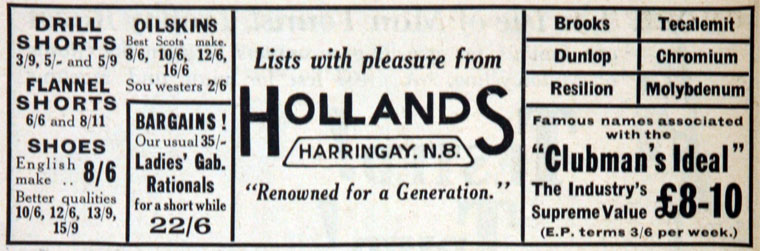 DRILL
SHORTS
3/9, 5/- and 5/9
FLANNEL
SHORTS
6/6 and 8/11
SHOES
English
make .. 8/6
Better qualities
10/6, 12/6, 13/9,
15/9
OILSKINS
Best Scots' make.
8/6, 10/6, 12/6,
16/6
Sou'westers 2/6
BARGAINS!
Our usual 35/-
Ladies' Gab.
Rationals
for a short while
22/6
Lists with pleasure from
HOLLANDS
HARRINGAY. N.8.
"Renowned for a Generation."
Brooks
Tecalemit
Dunlop
Chromium
Resilion
Molybdenum
Famous names associated
with the
"Clubman's Ideal"
The Industry's
Supreme Value £8-10
(E.P. terms 3/6 per week.)